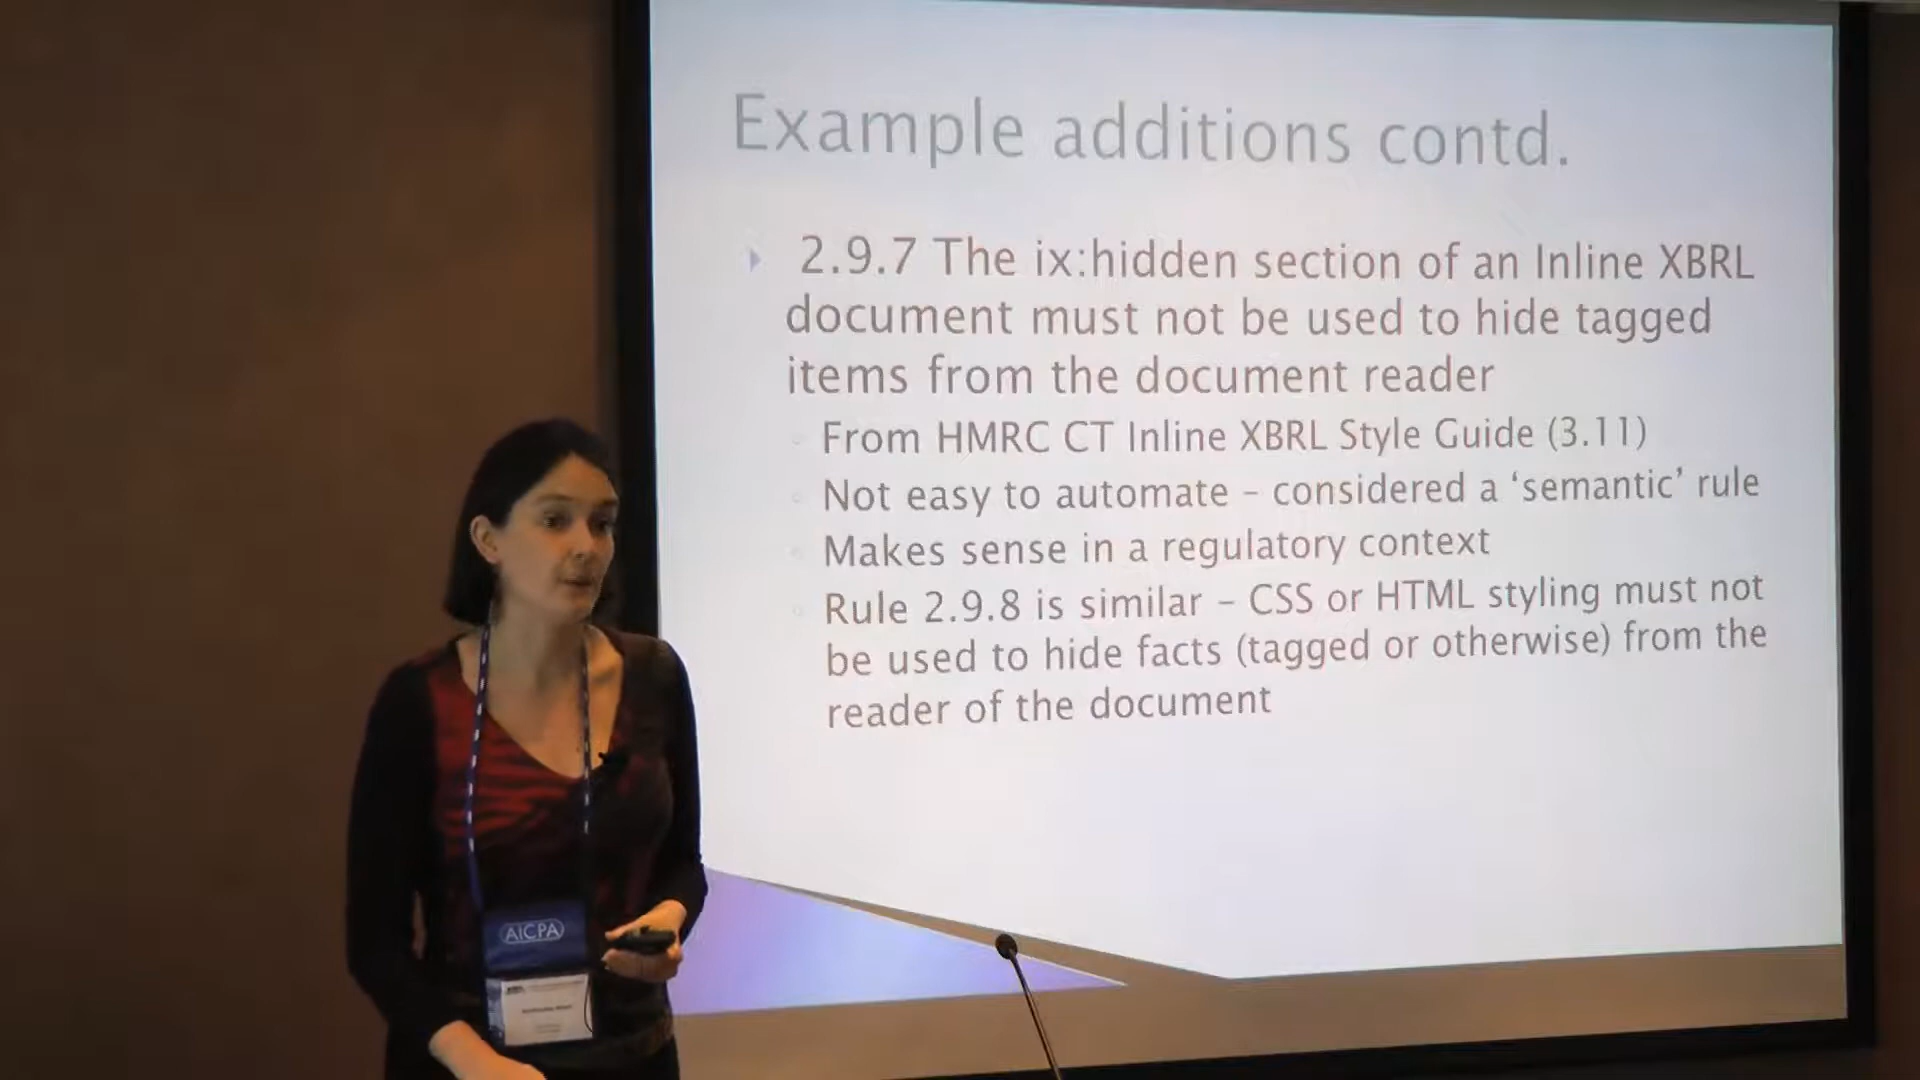 Example additions contd.
2.9.7 The ix:hidden section of an Inline XBRL
document must not be used to hide tagged
items from the document reader
From HMRC CT Inline XBRL Style Guide (3.11)
Not easy to automate – considered a ‘semantic’ rule
Makes sense in a regulatory context
Rule 2.9.8 is similar – CSS or HTML styling must not
be used to hide facts (tagged or otherwise) from the
reader of the document
AICPA